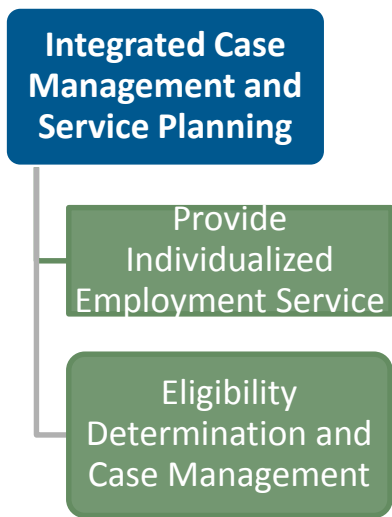 Integrated Case
Management and
Service Planning
Provide
Individualized
Employment Service
Eligibility
Determination and
Case Management